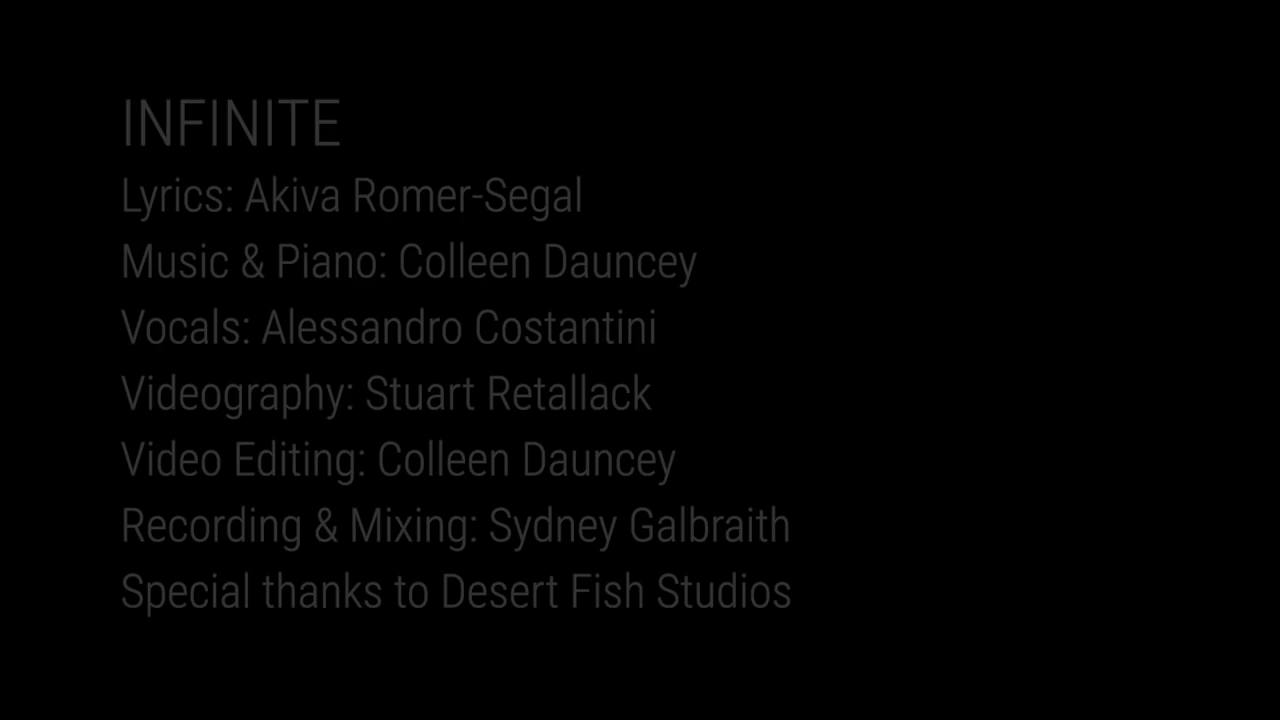 INFINITE
Lyrics: Akiva Romer-Segal
Music & Piano: Colleen Dauncey
Vocals: Alessandro Costantini
Videography: Stuart Retallack
Video Editing: Colleen Dauncey
Recording & Mixing: Sydney Galbraith
Special thanks to Desert Fish Studios